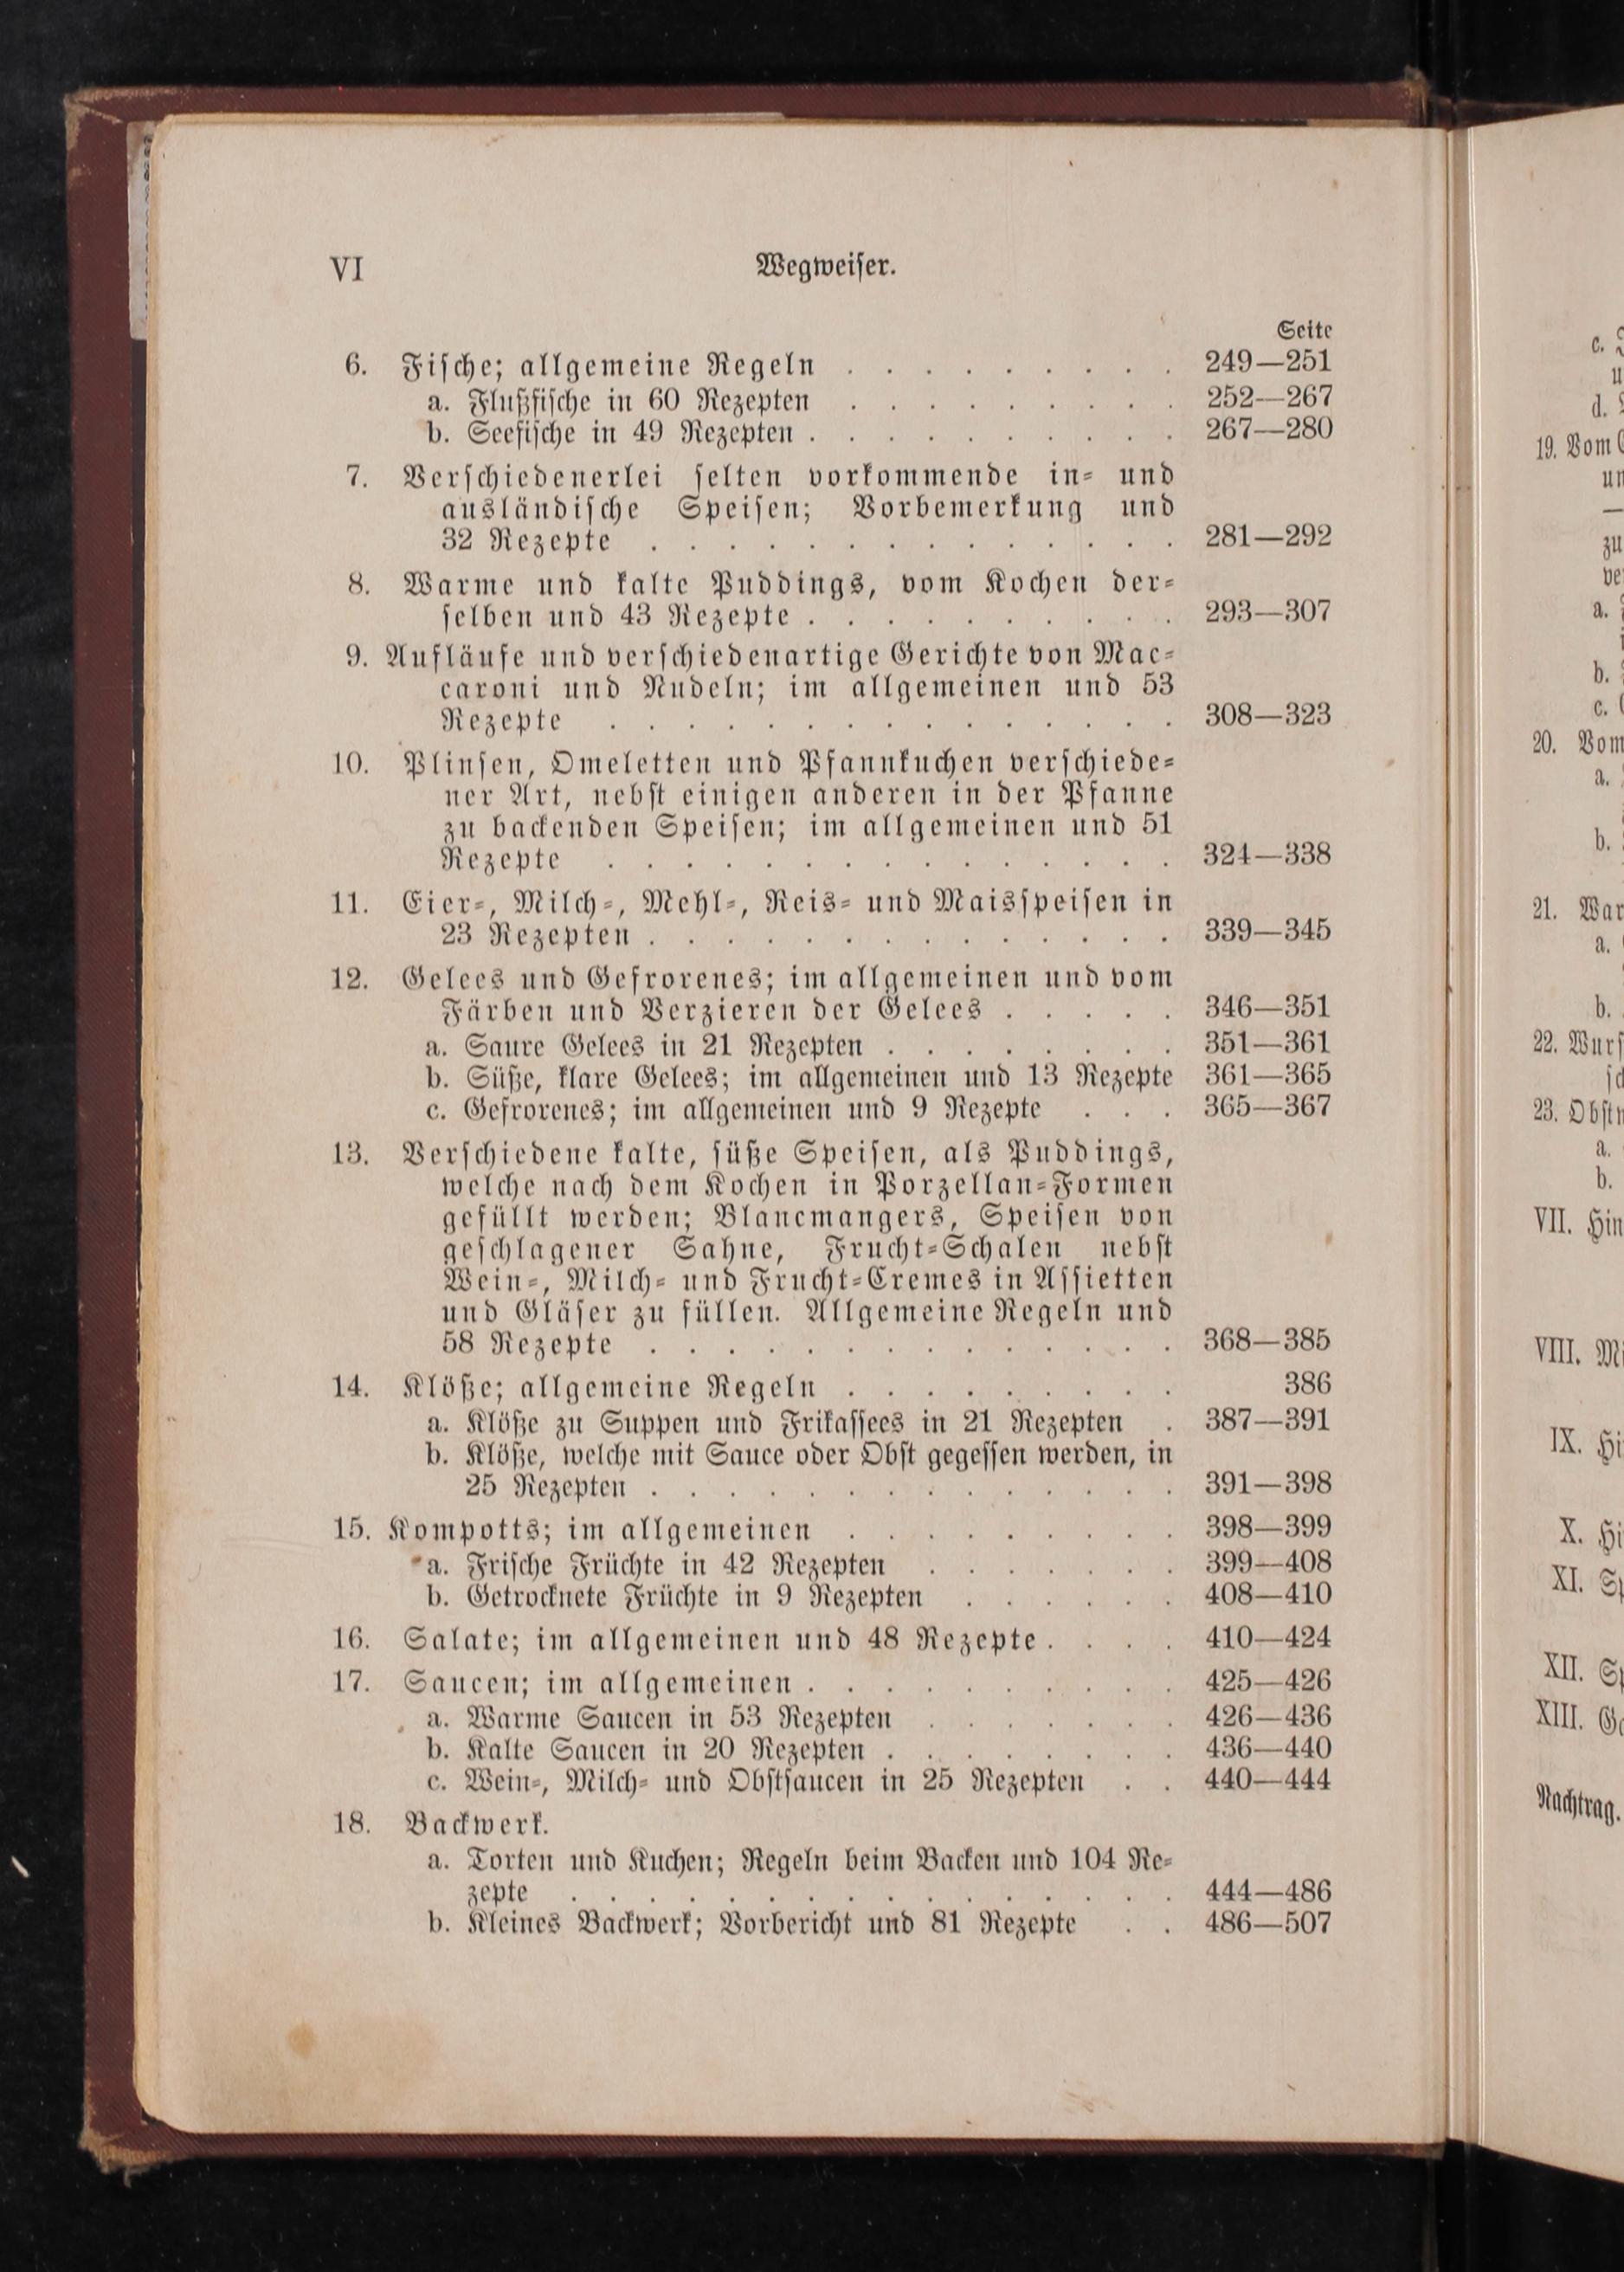 VI
Wegweiser.
Seite
6. Fische; allgemeine Regeln . . . . . . . . . 249—251
a. Flußfische in 60 Rezepten . . . . . . . . . 252—267
b. Seefische in 49 Rezepten . . . . . . . . . . 267—280
7. Verschiedenerlei selten vorkommende in= und
ausländische Speisen; Vorbemerkung und
32 Rezepte . . . . . . . . . . . . . . 281—292
8. Warme und kalte Puddings, vom Kochen der=
selben und 43 Rezepte . . . . . . . . . . 293—307
9. Aufläufe und verschiedenartige Gerichte von Mac=
caroni und Nudeln; im allgemeinen und 53
Rezepte . . . . . . . . . . . . . . . 308—323
10. Plinsen, Omeletten und Pfannkuchen verschiede=
ner Art, nebst einigen anderen in der Pfanne
zu backenden Speisen; im allgemeinen und 51
Rezepte . . . . . . . . . . . . . . . 324—338
11. Eier=, Milch=, Mehl=, Reis= und Maisspeisen in
23 Rezepten . . . . . . . . . . . . . . 339—345
12. Gelees und Gefrorenes; im allgemeinen und vom
Färben und Verzieren der Gelees . . . . . 346—351
a. Saure Gelees in 21 Rezepten . . . . . . . . 351—361
b. Süße, klare Gelees; im allgemeinen und 13 Rezepte 361—365
c. Gefrorenes; im allgemeinen und 9 Rezepte . . . 365—367
13. Verschiedene kalte, süße Speisen, als Puddings,
welche nach dem Kochen in Porzellan=Formen
gefüllt werden; Blancmangers, Speisen von
geschlagener Sahne, Frucht=Schalen nebst
Wein=, Milch= und Frucht=Cremes in Assietten
und Gläser zu füllen. Allgemeine Regeln und
58 Rezepte . . . . . . . . . . . . . . 368—385
14. Klöße; allgemeine Regeln . . . . . . . . . 386
a. Klöße zu Suppen und Frikassees in 21 Rezepten . 387—391
b. Klöße, welche mit Sauce oder Obst gegessen werden, in
25 Rezepten . . . . . . . . . . . . . . 391—398
15. Kompotts; im allgemeinen . . . . . . . . . 398—399
a. Frische Früchte in 42 Rezepten . . . . . . . 399—408
b. Getrocknete Früchte in 9 Rezepten . . . . . . 408—410
16. Salate; im allgemeinen und 48 Rezepte . . . . 410—424
17. Saucen; im allgemeinen . . . . . . . . . . 425—426
a. Warme Saucen in 53 Rezepten . . . . . . . 426—436
b. Kalte Saucen in 20 Rezepten . . . . . . . . 436—440
c. Wein=, Milch= und Obstsaucen in 25 Rezepten . . 440—444
18. Backwerk.
a. Torten und Kuchen; Regeln beim Backen und 104 Re=
zepte . . . . . . . . . . . . . . . . 444—486
b. Kleines Backwerk; Vorbericht und 81 Rezepte . . 486—507
c.
d.
19. Vom
a.
b.
c.
20. Vom
a.
b.
21.
a.
b.
22.
23.
a.
b.
VII.
VIII.
IX.
X.
XI.
XII.
XIII.
Nachtrag.